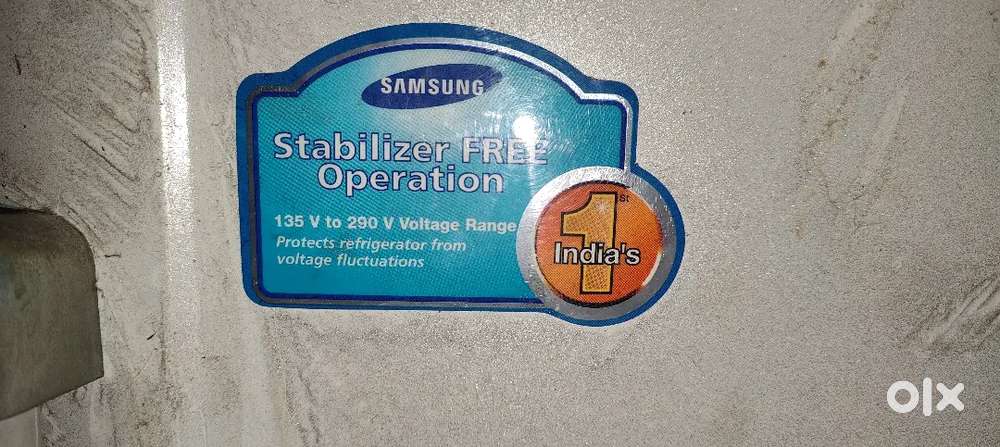 SAMSUNG
Stabilizer FREE
Operation
135 V to 290 V Voltage Range
Protects refrigerator from
voltage fluctuations
1st
India's
olx